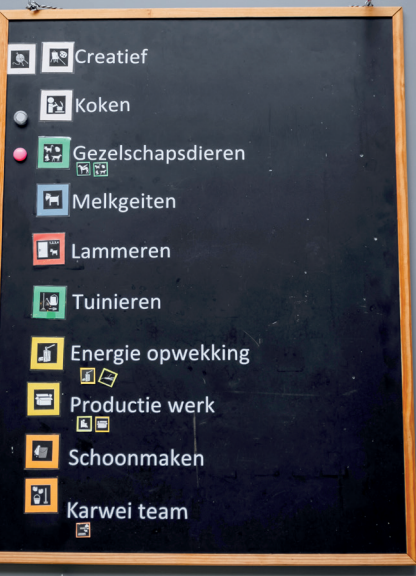 Creatief
Koken
Gezelschapsdieren
Melkgeiten
Lammeren
Tuinieren
Energie opwekking
Productie werk
Schoonmaken
Karwei team